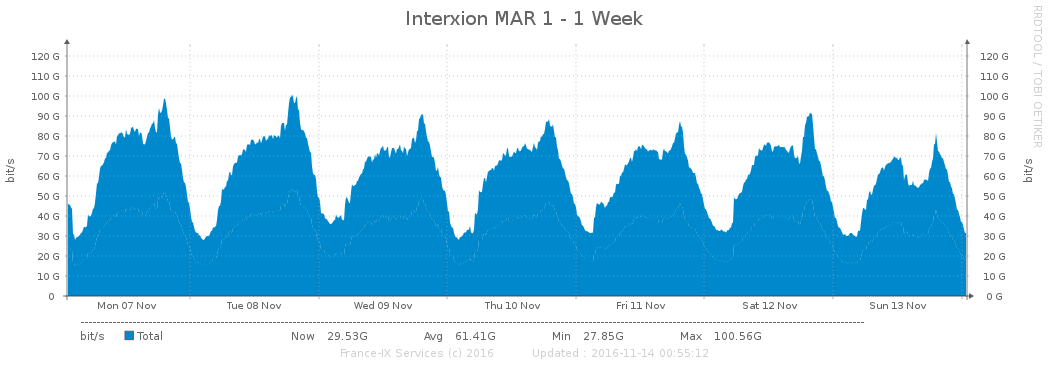 Interxion MAR 1 - 1 Week
RRDTOOL / TOBI OETIKER
bit/s
120 G 120 G
110 G 110 G
100 G 100 G
90 G 90 G
80 G 80 G
70 G 70 G
60 G 60 G
50 G 50 G
40 G 40 G
30 G 30 G
20 G 20 G
10 G 10 G
0 0 G
bit/s
Mon 07 Nov Tue 08 Nov Wed 09 Nov Thu 10 Nov Fri 11 Nov Sat 12 Nov Sun 13 Nov
bit/s Total Now 29.53G Avg 61.41G Min 27.85G Max 100.56G
France-IX Services (c) 2016 Updated : 2016-11-14 00:55:12